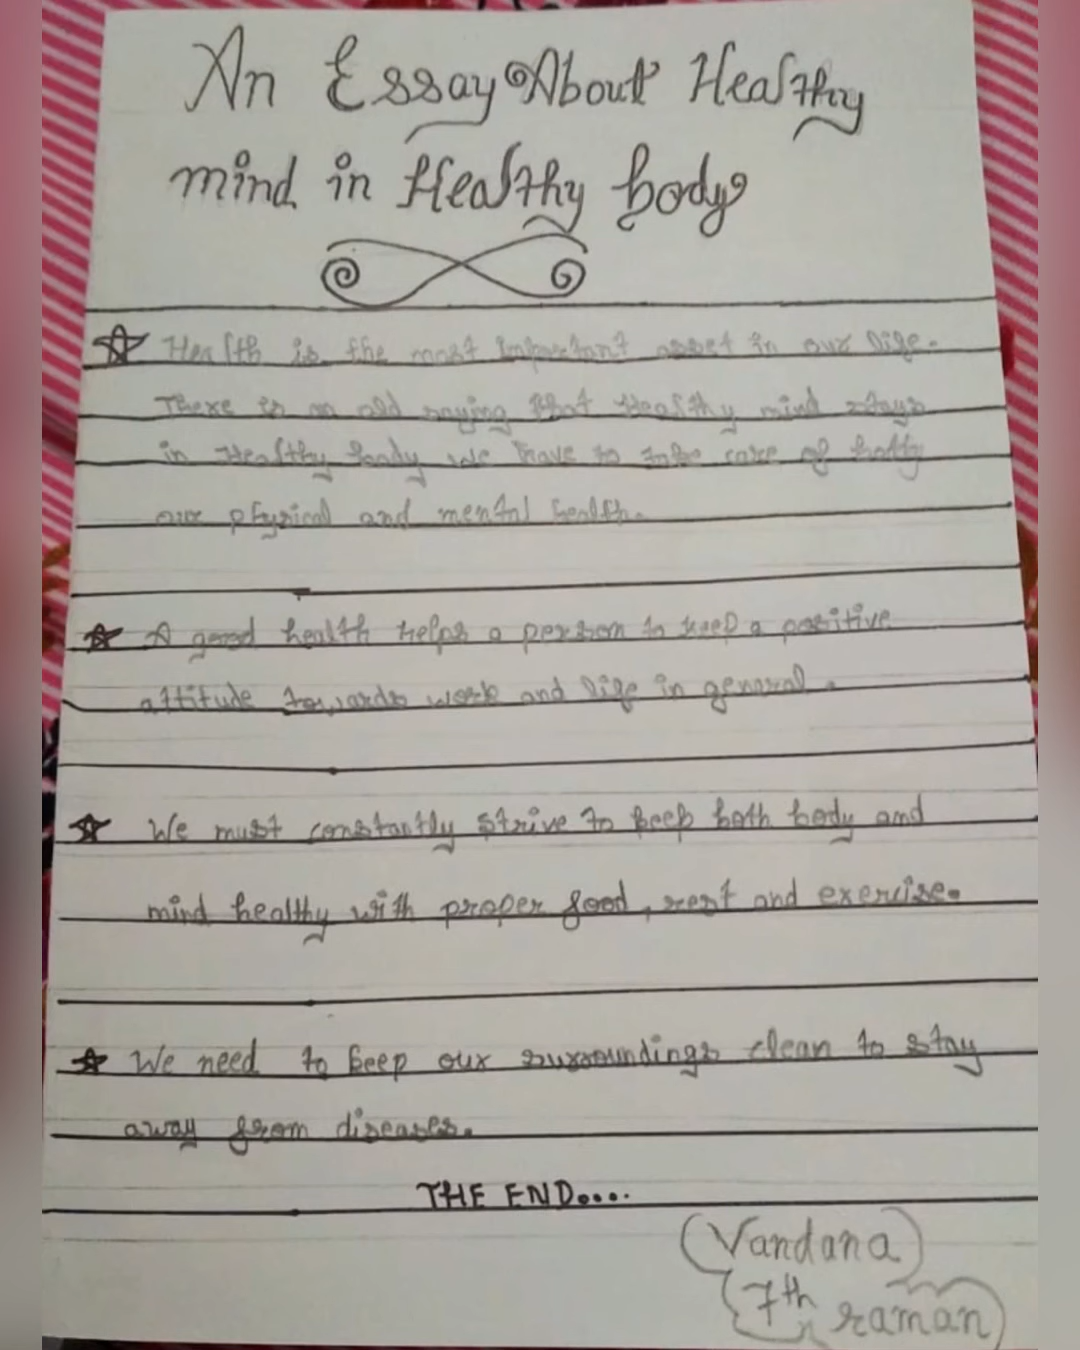 An Essay About Healthy
mind in Healthy body
Health is the most important asset in our life.
There is an old saying that Healthy mind stays
in Healthy body we have to take care of
our physical and mental health.
A good health helps a person to keep a positive
attitude towards work and life in general.
We must constantly strive to keep both body and
mind healthy with proper food, rest and exercise.
We need to keep our surroundings clean to stay
away from diseases.
THE END....
(Vandana)
7th raman